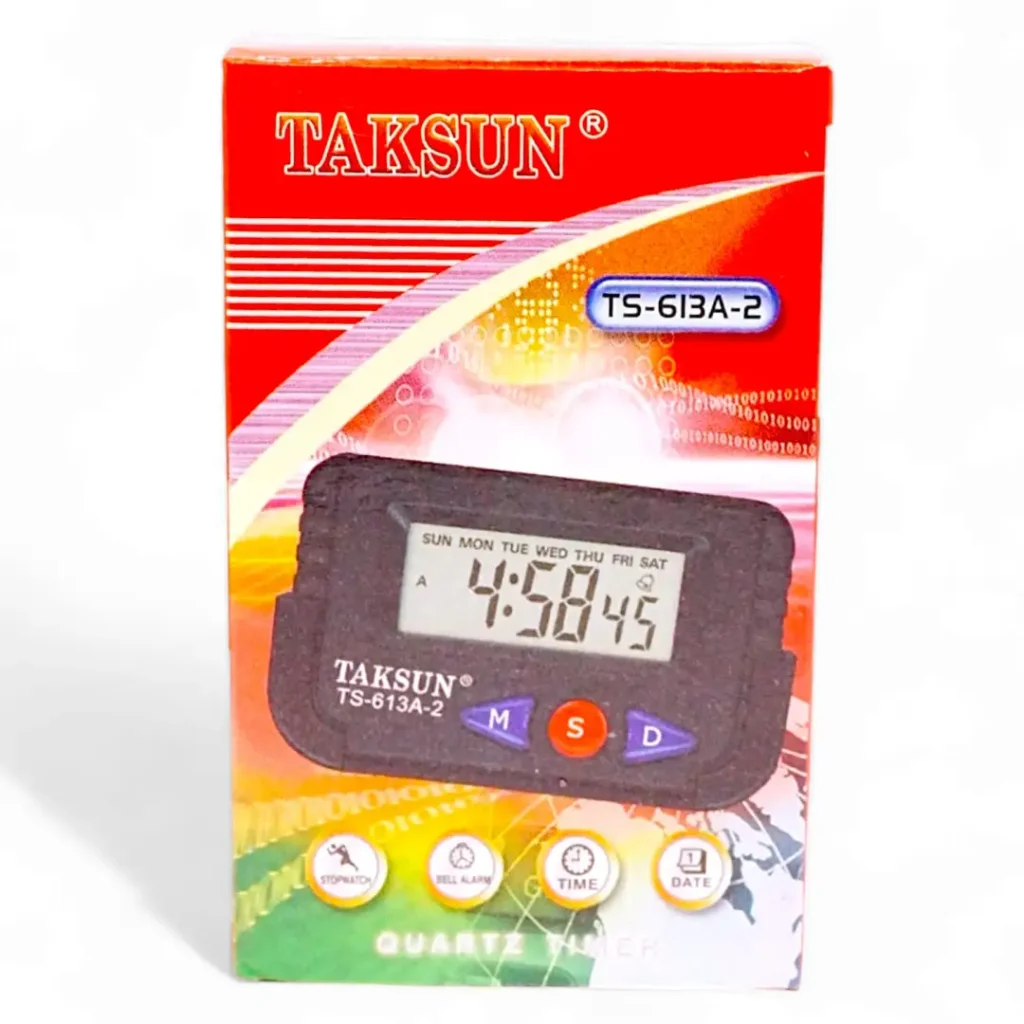 TAKSUN®
TS-613A-2
SUN MON TUE WED THU FRI SAT
A 4:58 45
TAKSUN®
TS-613A-2
M S D
STOPWATCH
BELL ALARM
TIME
DATE
QUARTZ TIMER